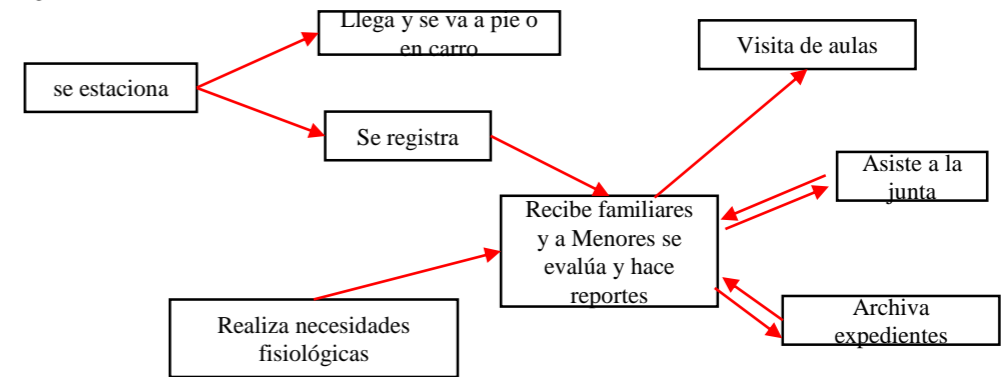 Llega y se va a pie o
en carro
Visita de aulas
se estaciona
Se registra
Asiste a la
junta
Recibe familiares
y a Menores se
evalúa y hace
reportes
Archiva
expedientes
Realiza necesidades
fisiológicas